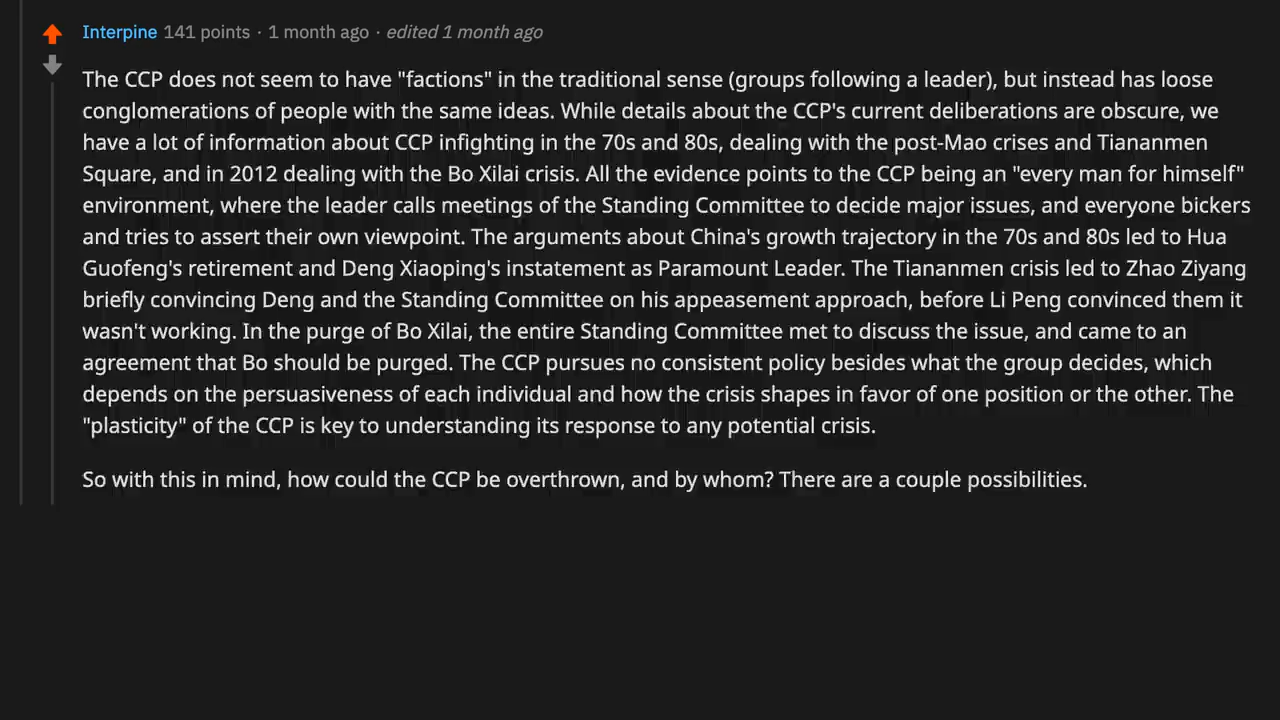 Interpine 141 points · 1 month ago · edited 1 month ago
The CCP does not seem to have "factions" in the traditional sense (groups following a leader), but instead has loose
conglomerations of people with the same ideas. While details about the CCP's current deliberations are obscure, we
have a lot of information about CCP infighting in the 70s and 80s, dealing with the post-Mao crises and Tiananmen
Square, and in 2012 dealing with the Bo Xilai crisis. All the evidence points to the CCP being an "every man for himself"
environment, where the leader calls meetings of the Standing Committee to decide major issues, and everyone bickers
and tries to assert their own viewpoint. The arguments about China's growth trajectory in the 70s and 80s led to Hua
Guofeng's retirement and Deng Xiaoping's instatement as Paramount Leader. The Tiananmen crisis led to Zhao Ziyang
briefly convincing Deng and the Standing Committee on his appeasement approach, before Li Peng convinced them it
wasn't working. In the purge of Bo Xilai, the entire Standing Committee met to discuss the issue, and came to an
agreement that Bo should be purged. The CCP pursues no consistent policy besides what the group decides, which
depends on the persuasiveness of each individual and how the crisis shapes in favor of one position or the other. The
"plasticity" of the CCP is key to understanding its response to any potential crisis.
So with this in mind, how could the CCP be overthrown, and by whom? There are a couple possibilities.